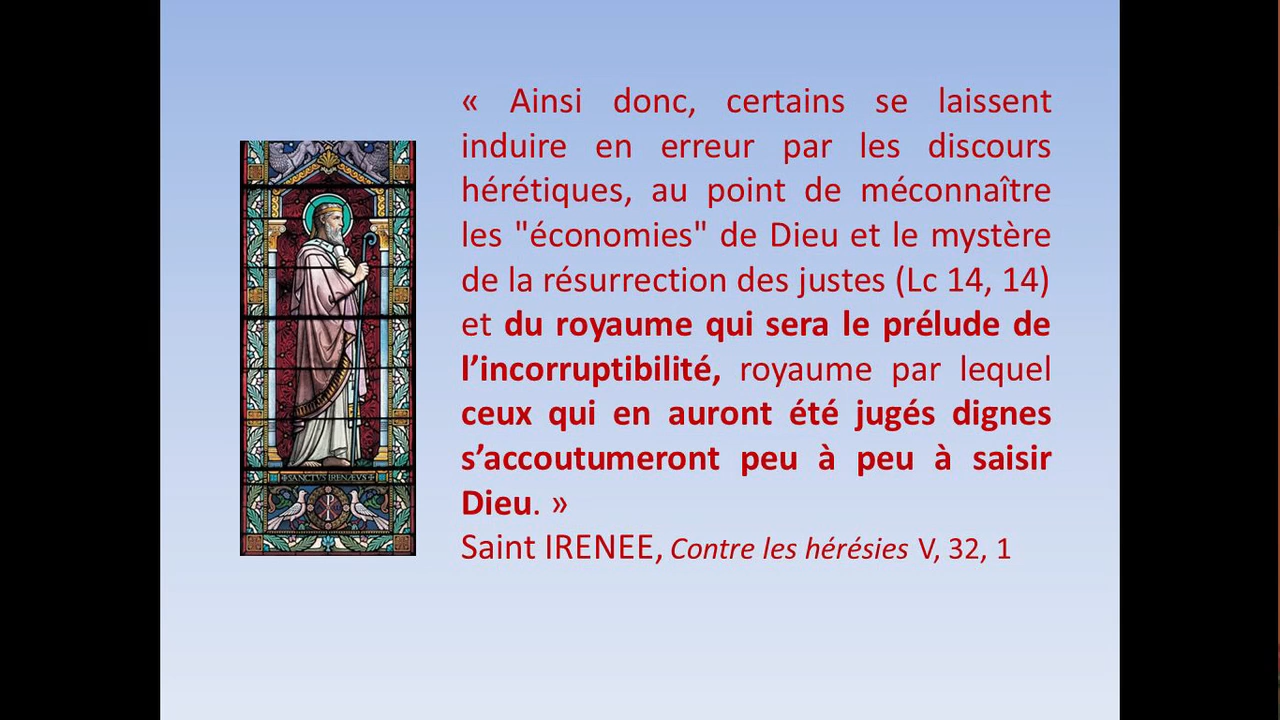 « Ainsi donc, certains se laissent
induire en erreur par les discours
hérétiques, au point de méconnaître
les "économies" de Dieu et le mystère
de la résurrection des justes (Lc 14, 14)
et du royaume qui sera le prélude de
l’incorruptibilité, royaume par lequel
ceux qui en auront été jugés dignes
s’accoutumeront peu à peu à saisir
Dieu. »
Saint IRENEE, Contre les hérésies V, 32, 1
SANCTVS IRENÆVS